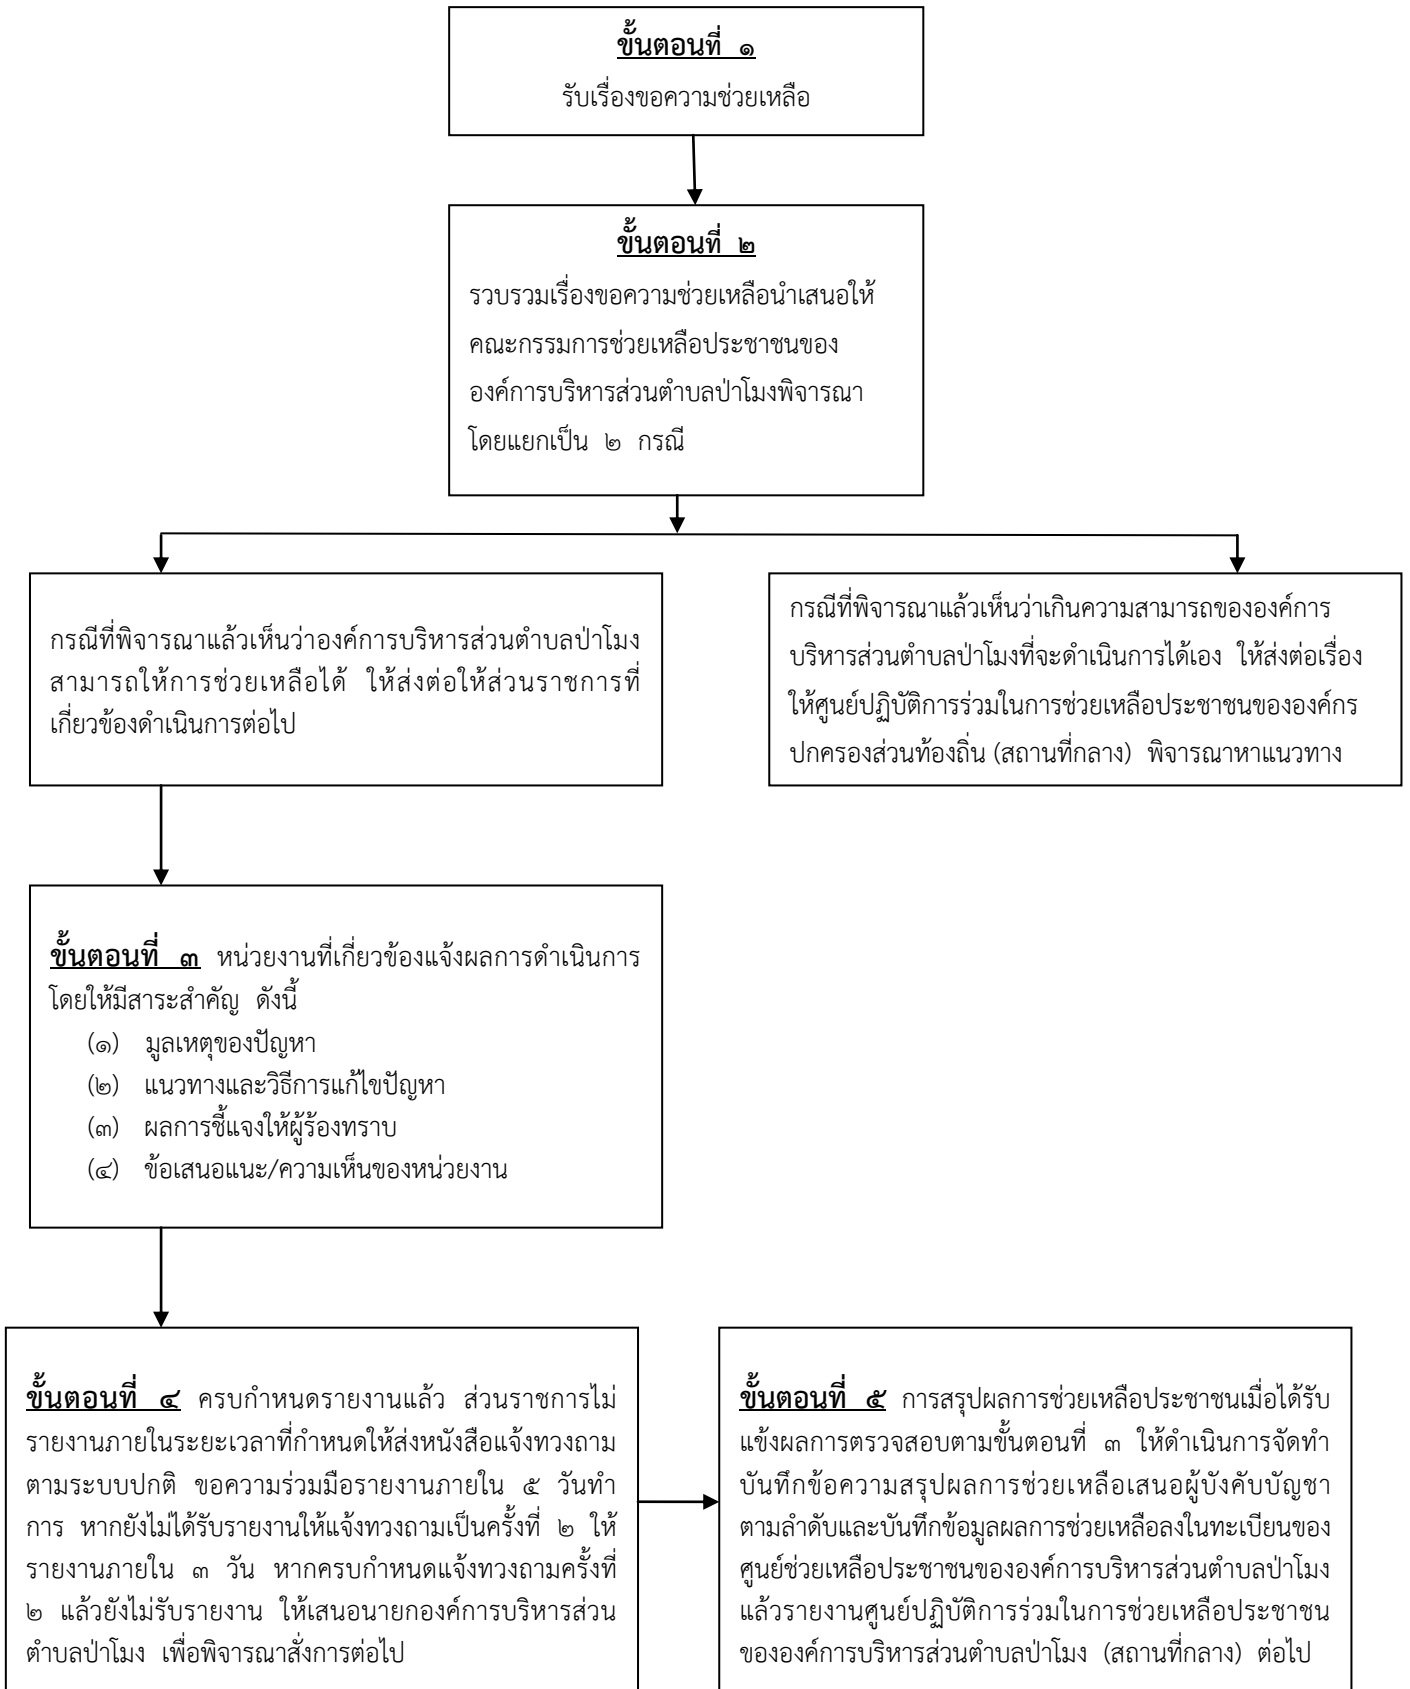 ขั้นตอนที่ ๑
รับเรื่องขอความช่วยเหลือ
ขั้นตอนที่ ๒
รวบรวมเรื่องขอความช่วยเหลือนำเสนอให้
คณะกรรมการช่วยเหลือประชาชนของ
องค์การบริหารส่วนตำบลป่าโมงพิจารณา
โดยแยกเป็น ๒ กรณี
กรณีที่พิจารณาแล้วเห็นว่าองค์การบริหารส่วนตำบลป่าโมง
สามารถให้การช่วยเหลือได้ ให้ส่งต่อให้ส่วนราชการที่
เกี่ยวข้องดำเนินการต่อไป
กรณีที่พิจารณาแล้วเห็นว่าเกินความสามารถขององค์การ
บริหารส่วนตำบลป่าโมงที่จะดำเนินการได้เอง ให้ส่งต่อเรื่อง
ให้ศูนย์ปฏิบัติการร่วมในการช่วยเหลือประชาชนขององค์กร
ปกครองส่วนท้องถิ่น (สถานที่กลาง) พิจารณาหาแนวทาง
ขั้นตอนที่ ๓ หน่วยงานที่เกี่ยวข้องแจ้งผลการดำเนินการ
โดยให้มีสาระสำคัญ ดังนี้
(๑) มูลเหตุของปัญหา
(๒) แนวทางและวิธีการแก้ไขปัญหา
(๓) ผลการชี้แจงให้ผู้ร้องทราบ
(๔) ข้อเสนอแนะ/ความเห็นของหน่วยงาน
ขั้นตอนที่ ๔ ครบกำหนดรายงานแล้ว ส่วนราชการไม่
รายงานภายในระยะเวลาที่กำหนดให้ส่งหนังสือแจ้งทวงถาม
ตามระบบปกติ ขอความร่วมมือรายงานภายใน ๕ วันทำ
การ หากยังไม่ได้รับรายงานให้แจ้งทวงถามเป็นครั้งที่ ๒ ให้
รายงานภายใน ๓ วัน หากครบกำหนดแจ้งทวงถามครั้งที่
๒ แล้วยังไม่รับรายงาน ให้เสนอนายกองค์การบริหารส่วน
ตำบลป่าโมง เพื่อพิจารณาสั่งการต่อไป
ขั้นตอนที่ ๕ การสรุปผลการช่วยเหลือประชาชนเมื่อได้รับ
แข้งผลการตรวจสอบตามขั้นตอนที่ ๓ ให้ดำเนินการจัดทำ
บันทึกข้อความสรุปผลการช่วยเหลือเสนอผู้บังคับบัญชา
ตามลำดับและบันทึกข้อมูลผลการช่วยเหลือลงในทะเบียนของ
ศูนย์ช่วยเหลือประชาชนขององค์การบริหารส่วนตำบลป่าโมง
แล้วรายงานศูนย์ปฏิบัติการร่วมในการช่วยเหลือประชาชน
ขององค์การบริหารส่วนตำบลป่าโมง (สถานที่กลาง) ต่อไป